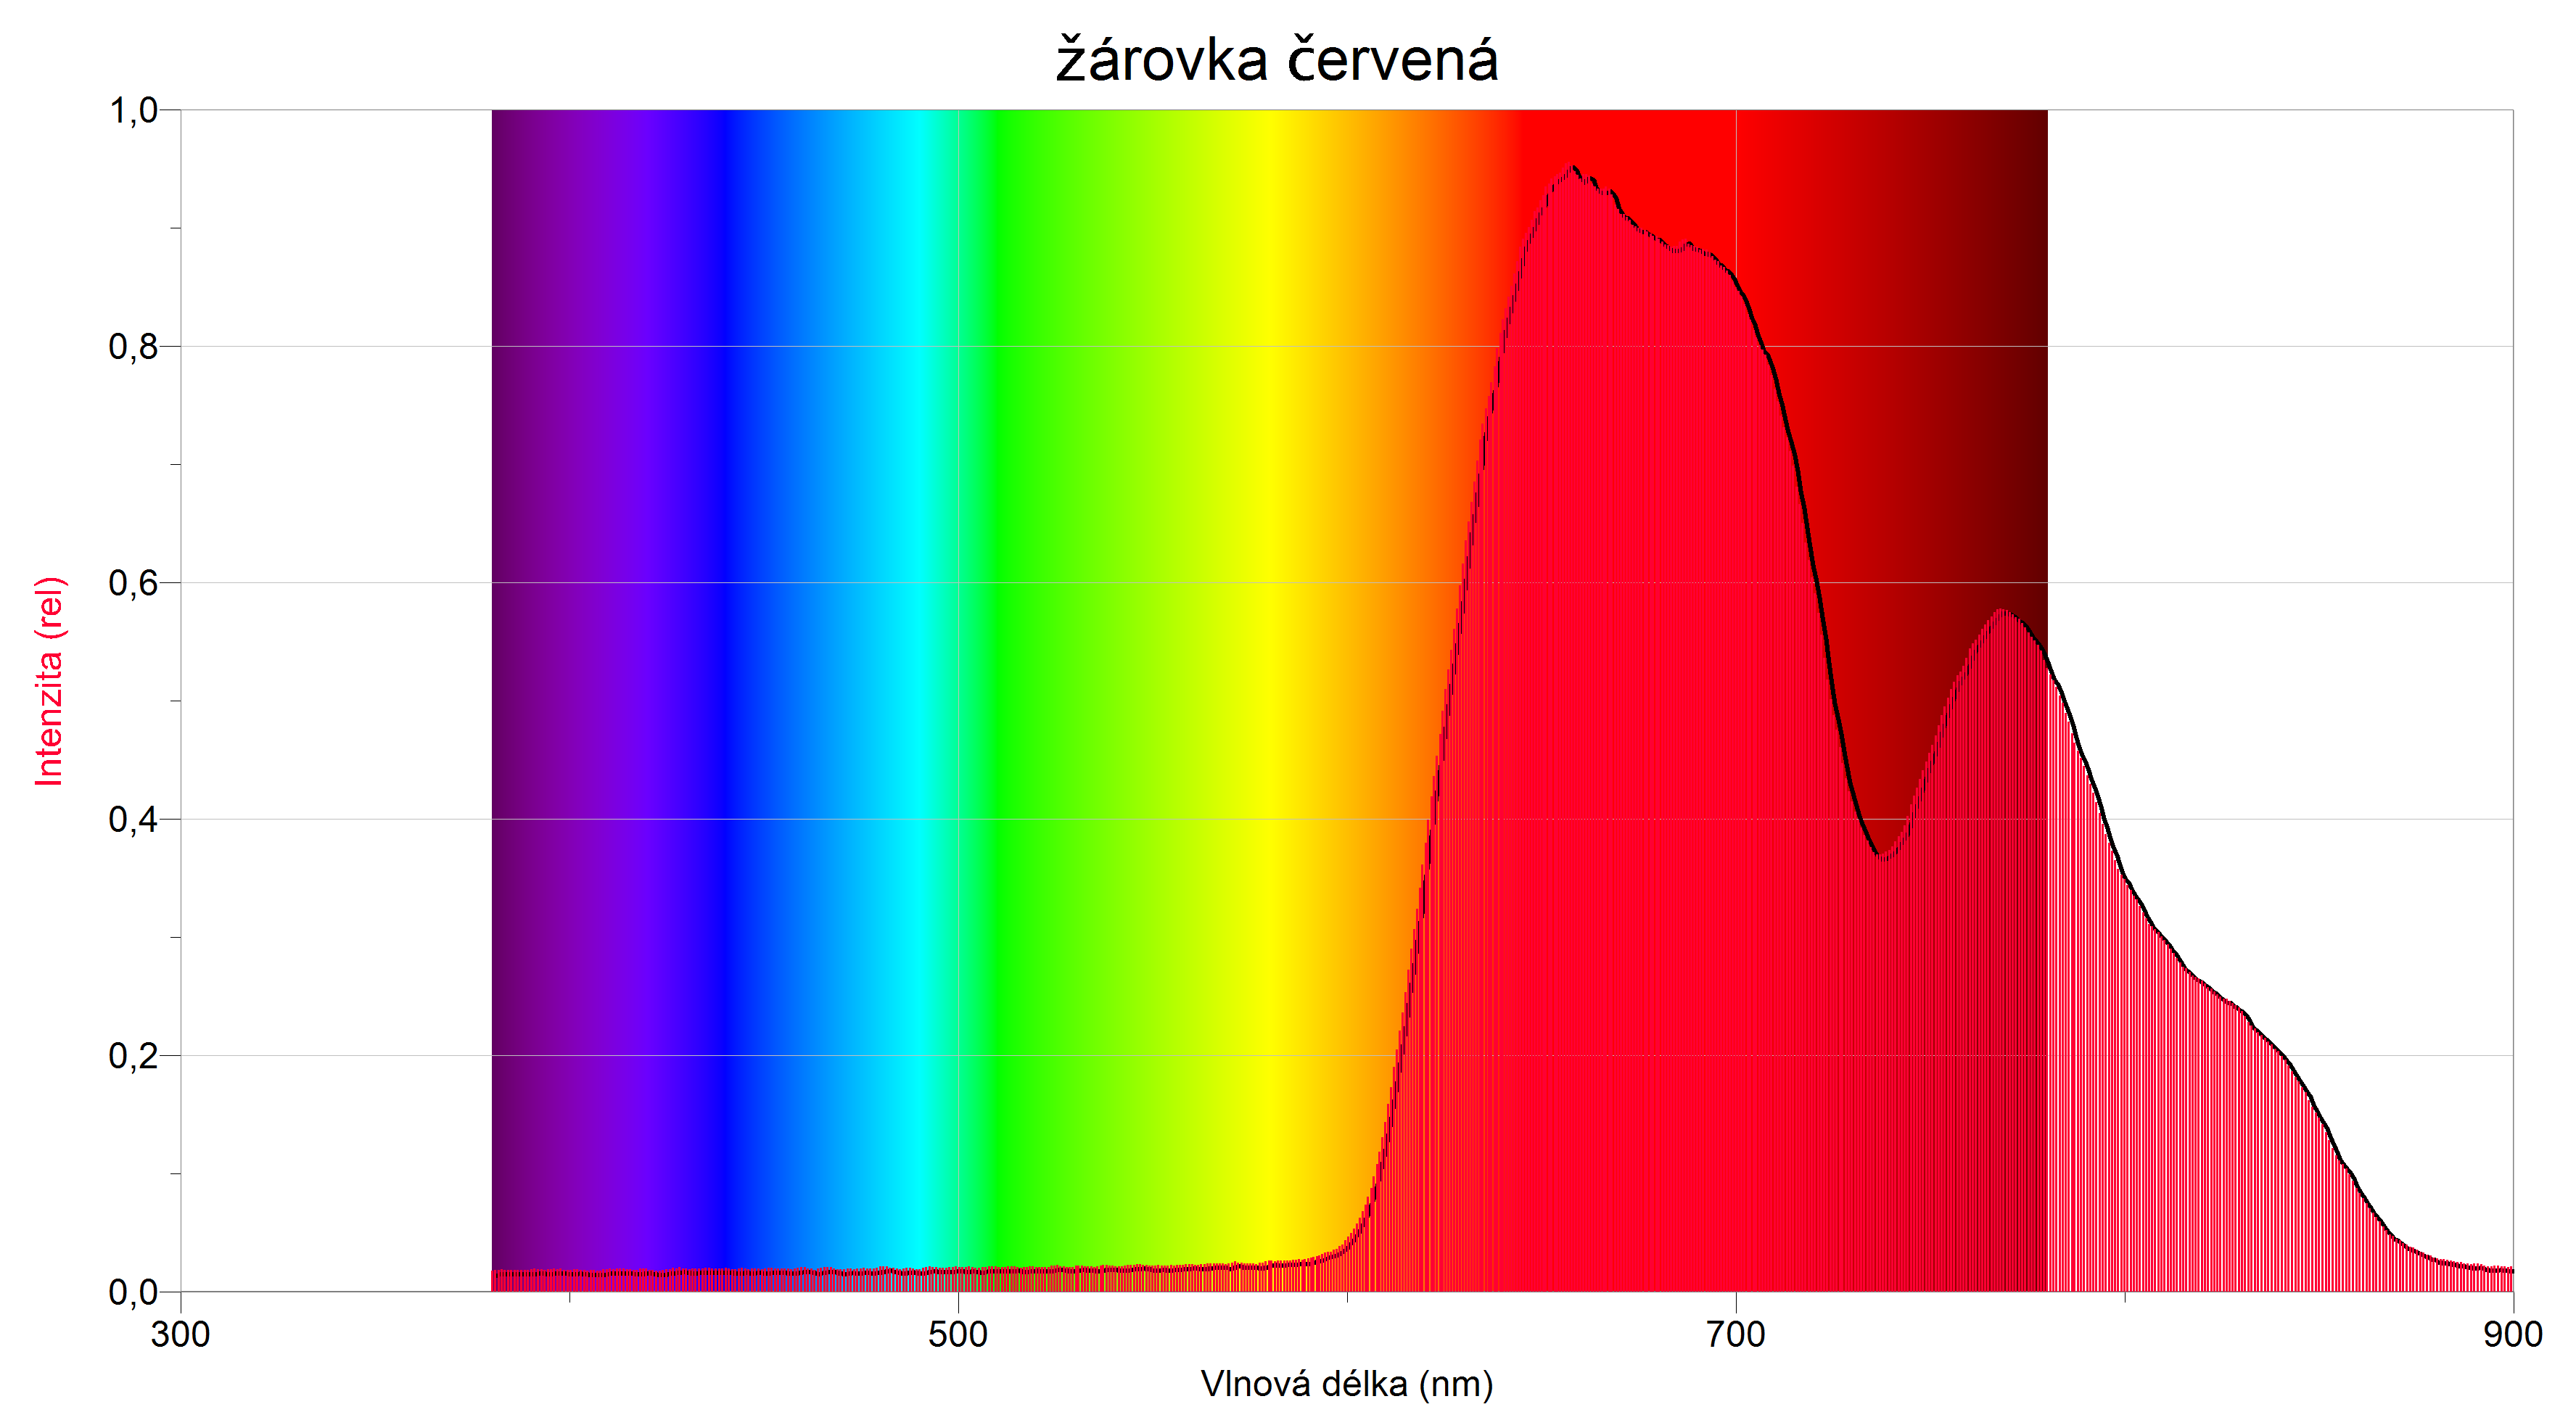 žárovka červená
1,0
0,8
0,6
0,4
0,2
0,0
Intenzita (rel)
300 500 700 900
Vlnová délka (nm)